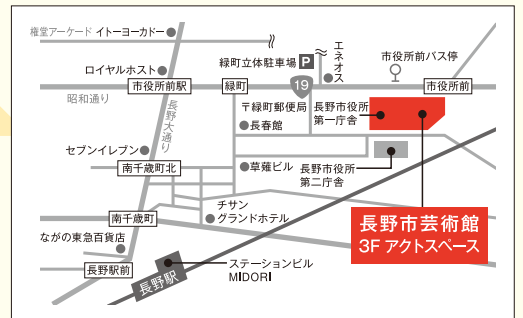 権堂アーケード イトーヨーカドー
ロイヤルホスト
市役所前駅
昭和通り
長野大通り
緑町立体駐車場 P
緑町
19
エネオス
市役所前バス停
市役所前
〒緑町郵便局
長春館
長野市役所
第一庁舎
セブンイレブン
南千歳町北
草薙ビル
長野市役所
第二庁舎
チサン
グランドホテル
南千歳町
ながの東急百貨店
長野駅前
長野駅
ステーションビル
MIDORI
長野市芸術館
3F アクトスペース